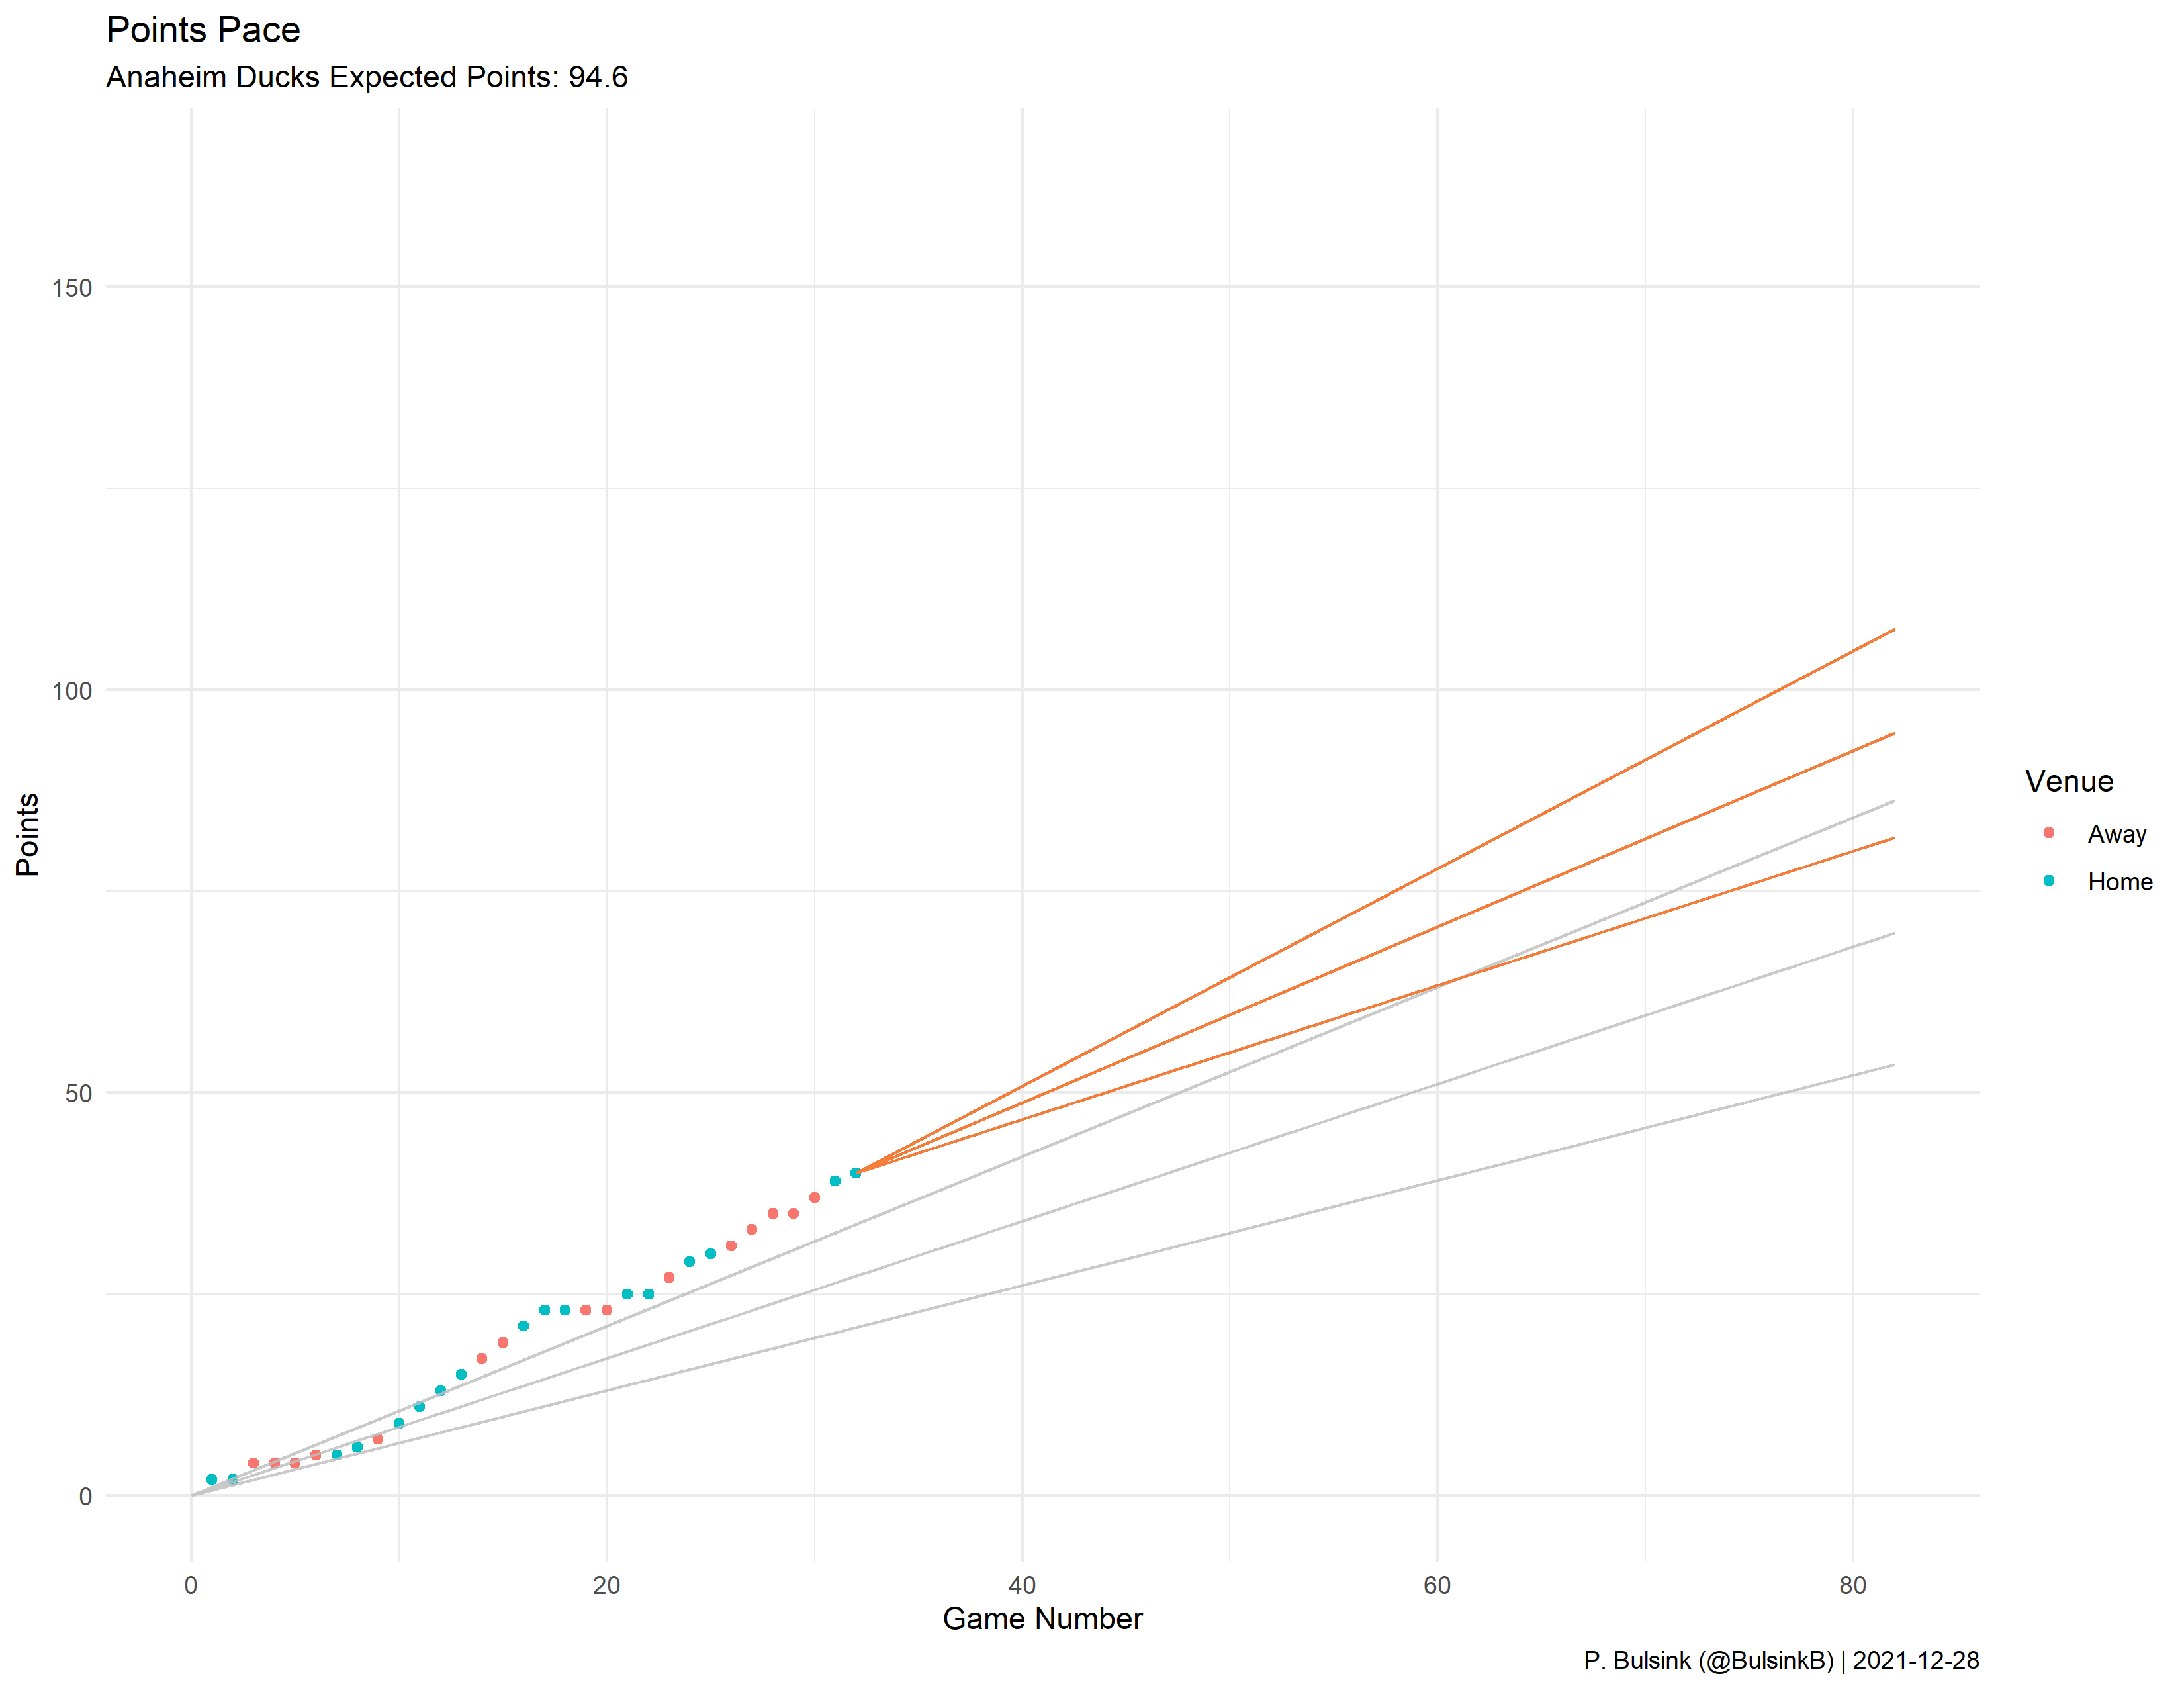 Points Pace
Anaheim Ducks Expected Points: 94.6
150
100
50
0
Points
0 20 40 60 80
Game Number
Venue
Away
Home
P. Bulsink (@BulsinkB) | 2021-12-28